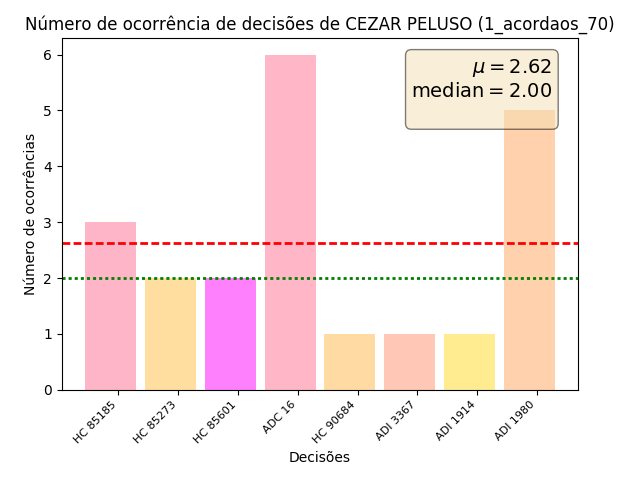 Número de ocorrência de decisões de CEZAR PELUSO (1_acordaos_70)
μ = 2.62
median = 2.00
Número de ocorrências
6
5
4
3
2
1
0
HC 85185
HC 85273
HC 85601
ADC 16
HC 90684
ADI 3367
ADI 1914
ADI 1980
Decisões